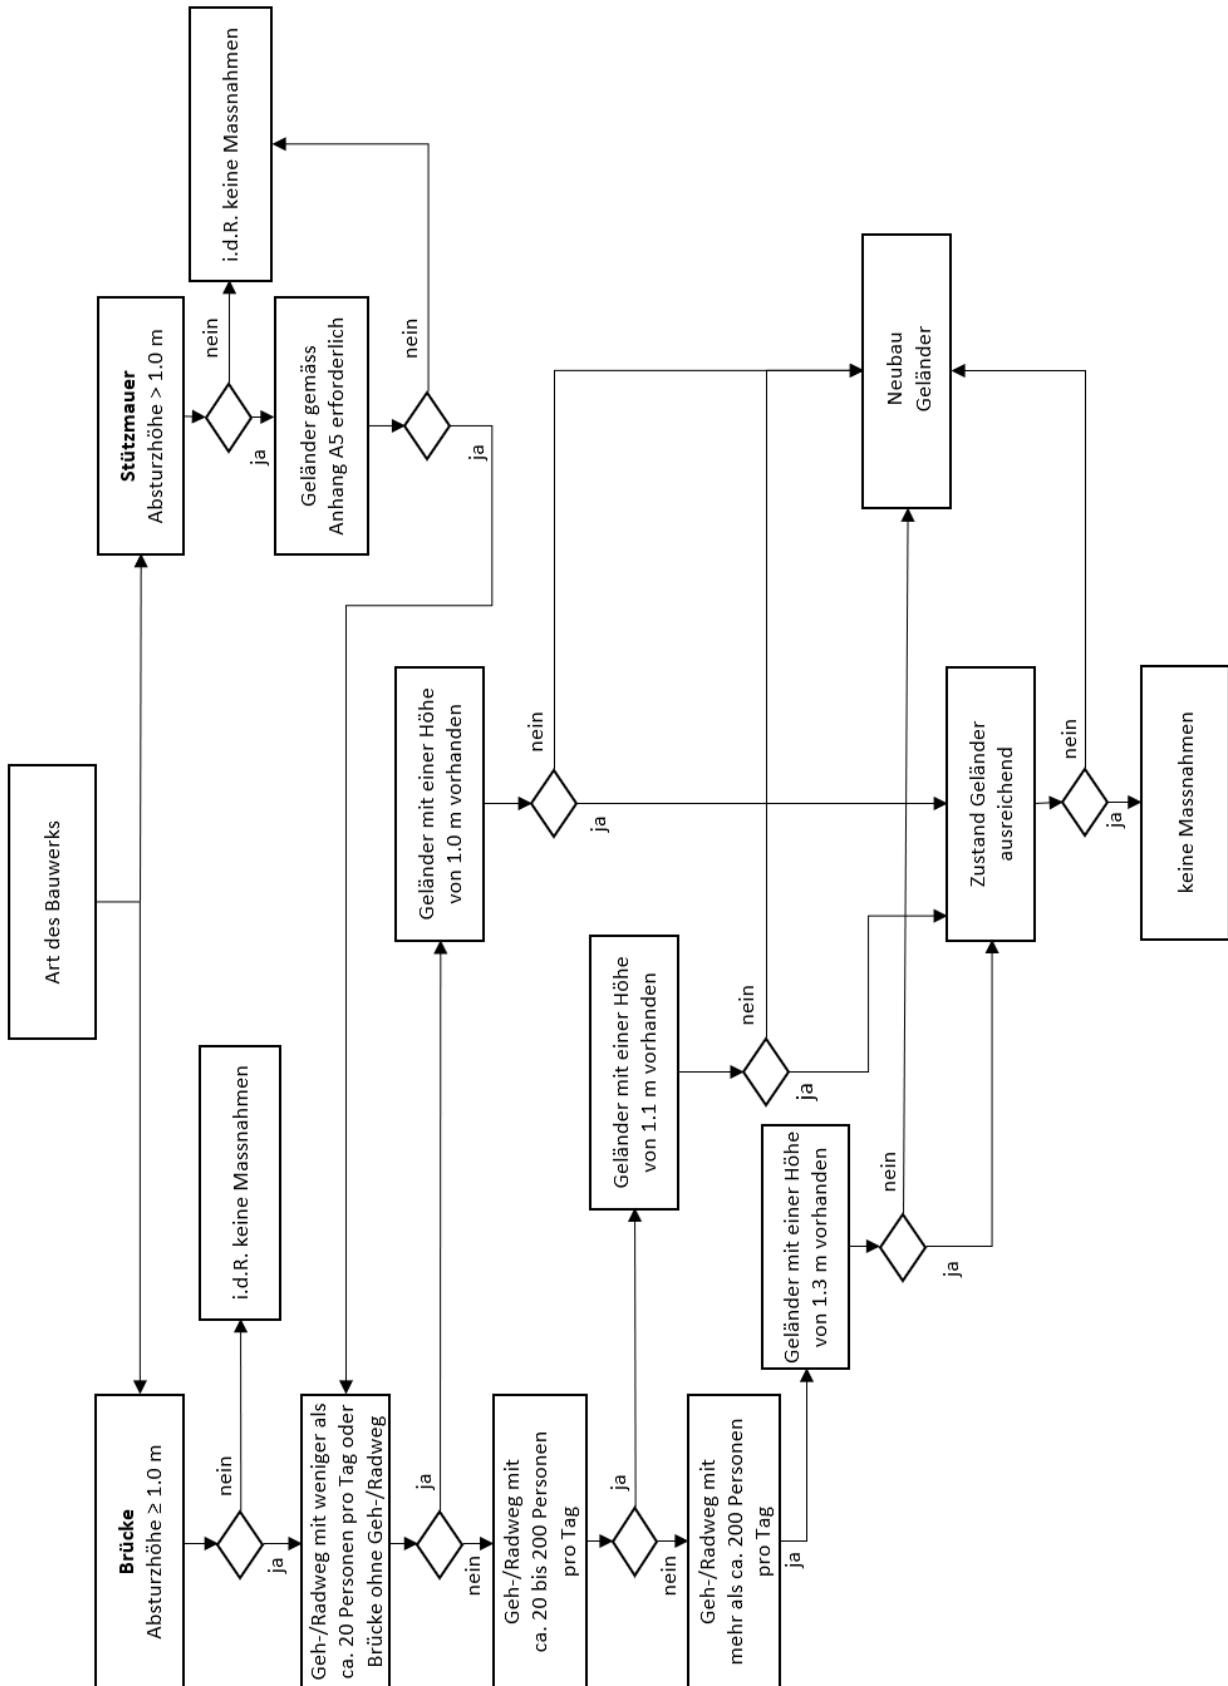 Art des Bauwerks
Brücke
Absturzhöhe ≥ 1.0 m
nein
ja
i.d.R. keine Massnahmen
Geh-/Radweg mit weniger als
ca. 20 Personen pro Tag oder
Brücke ohne Geh-/Radweg
ja
nein
Geh-/Radweg mit
ca. 20 bis 200 Personen
pro Tag
ja
nein
Geh-/Radweg mit
mehr als ca. 200 Personen
pro Tag
ja
Stützmauer
Absturzhöhe > 1.0 m
nein
ja
i.d.R. keine Massnahmen
Geländer gemäss
Anhang A5 erforderlich
nein
ja
Geländer mit einer Höhe
von 1.0 m vorhanden
nein
ja
Geländer mit einer Höhe
von 1.1 m vorhanden
nein
ja
Geländer mit einer Höhe
von 1.3 m vorhanden
nein
ja
Neubau
Geländer
Zustand Geländer
ausreichend
nein
ja
keine Massnahmen